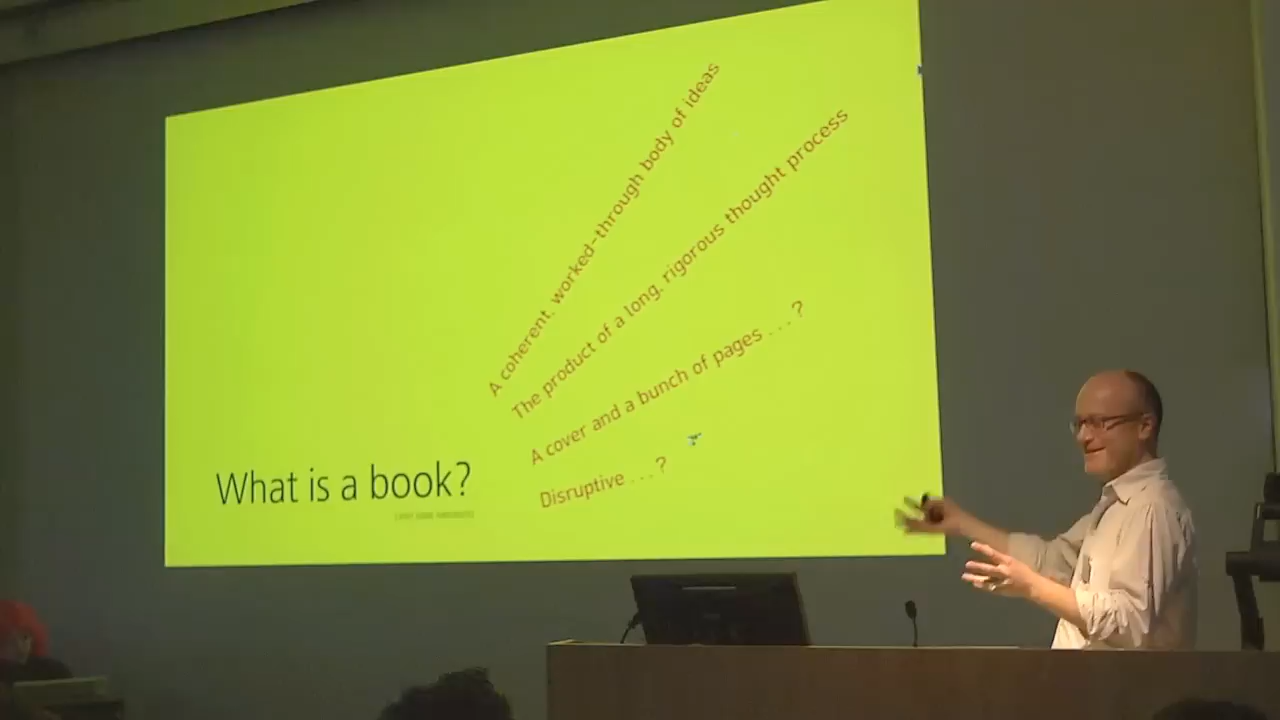 A coherent, worked-through body of ideas
The product of a long, rigorous thought process
A cover and a bunch of pages . . . ?
Disruptive . . . ?
What is a book?